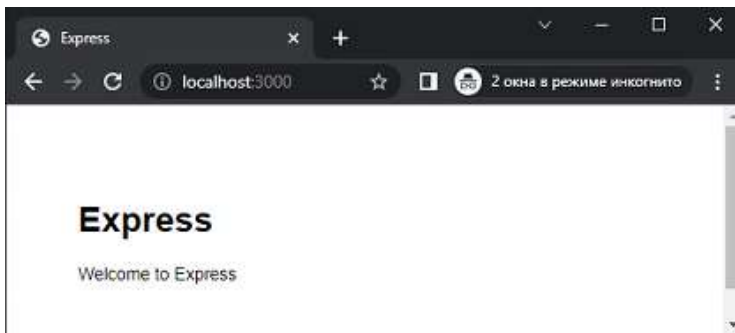 Express
localhost:3000
2 окна в режиме инкогнито
Express
Welcome to Express